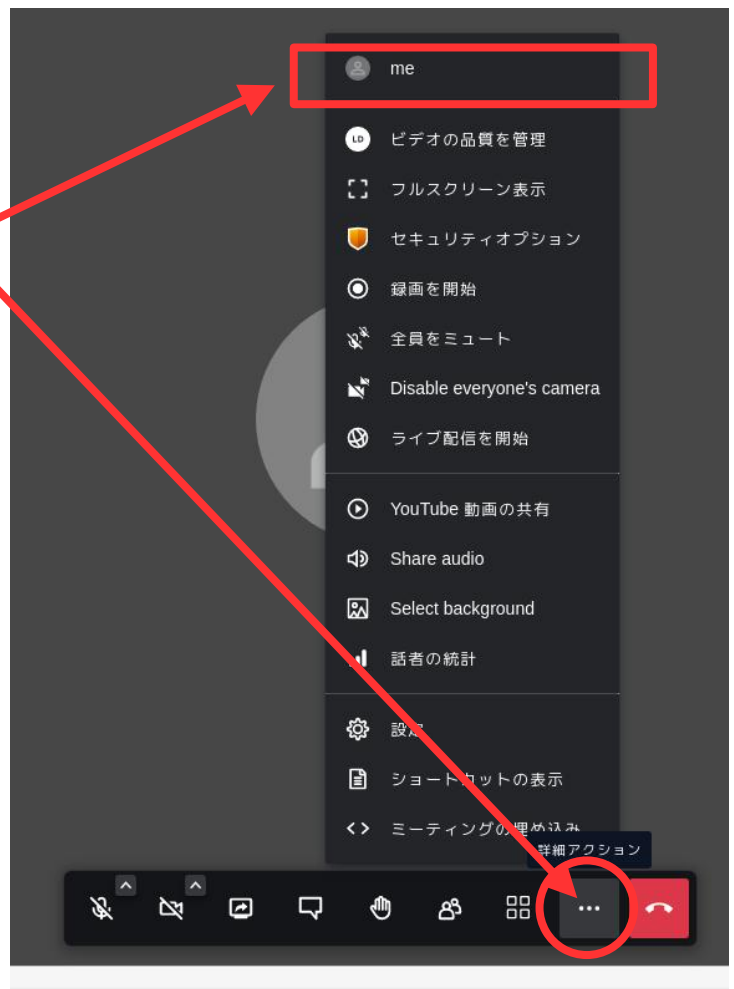 me
LD
ビデオの品質を管理
フルスクリーン表示
セキュリティオプション
録画を開始
全員をミュート
Disable everyone's camera
ライブ配信を開始
YouTube 動画の共有
Share audio
Select background
話者の統計
設定
ショートカットの表示
ミーティングの埋め込み
詳細アクション